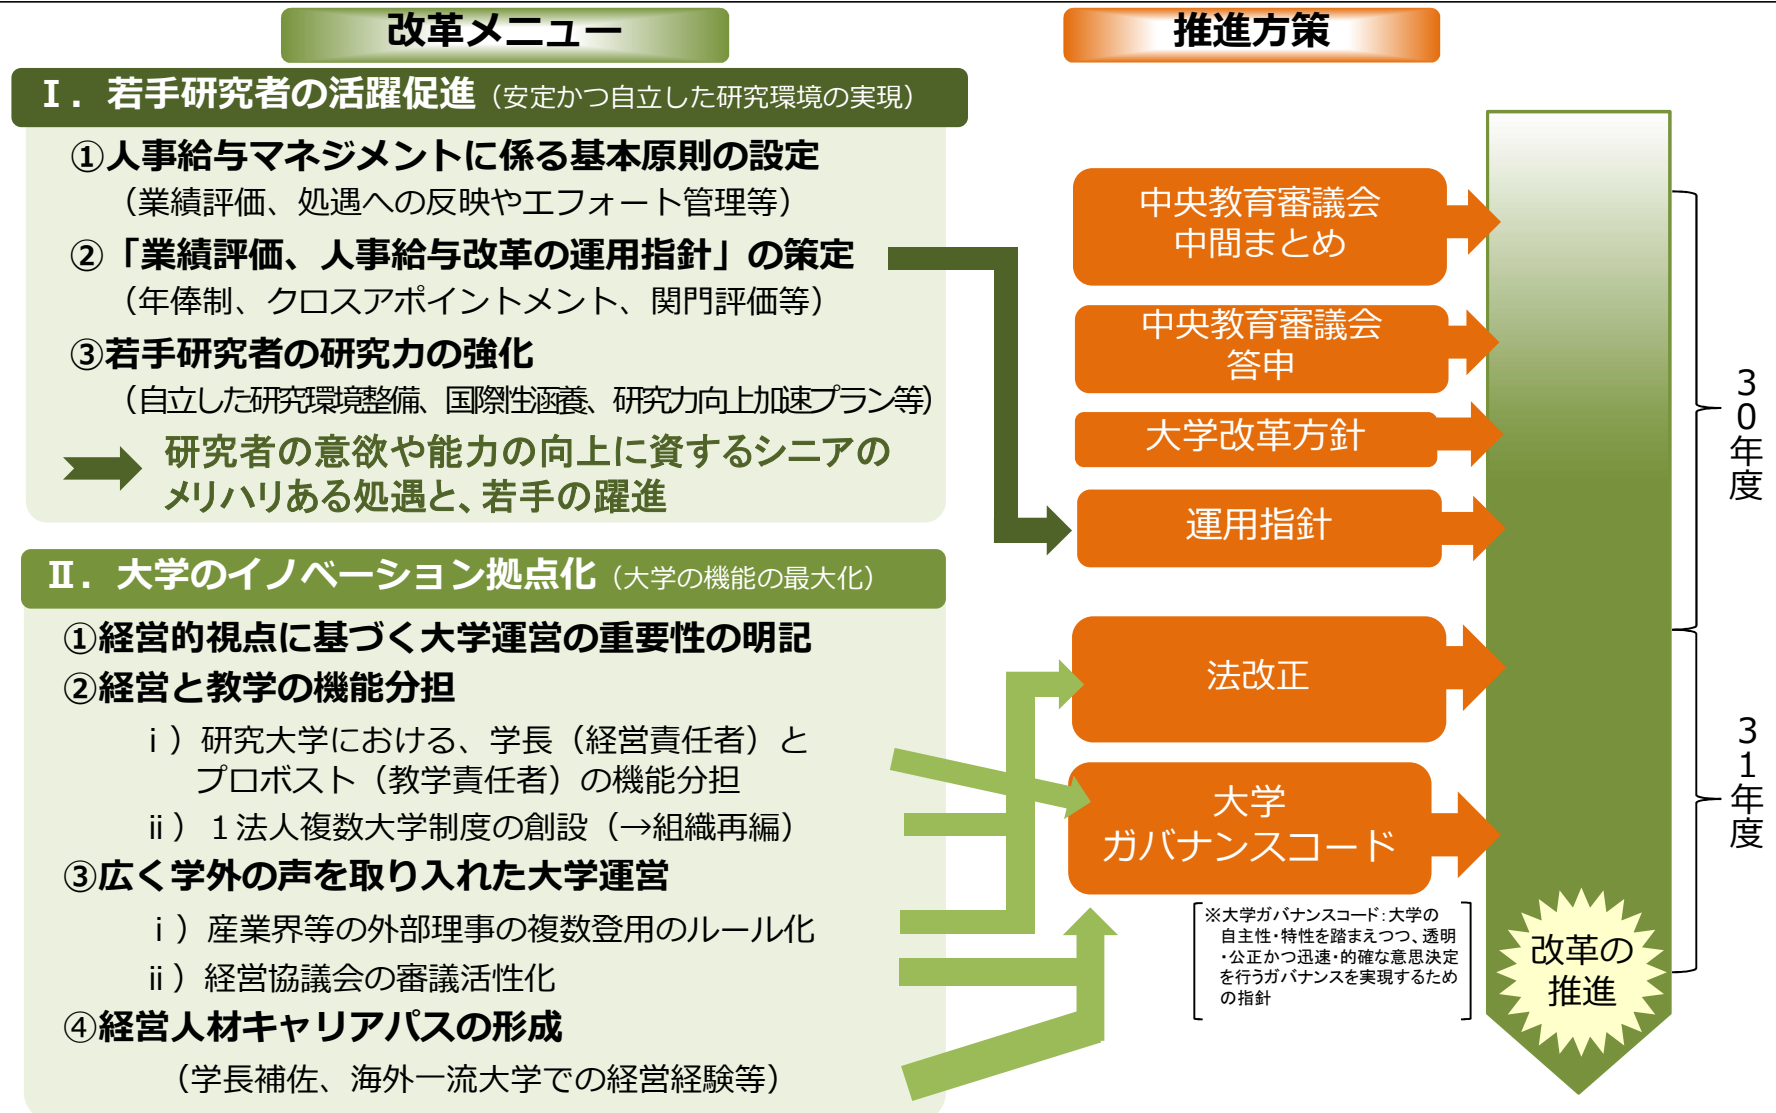 改革メニュー
Ⅰ．若手研究者の活躍促進（安定かつ自立した研究環境の実現）
①人事給与マネジメントに係る基本原則の設定
（業績評価、処遇への反映やエフォート管理等）
②「業績評価、人事給与改革の運用指針」の策定
（年俸制、クロスアポイントメント、関門評価等）
③若手研究者の研究力の強化
（自立した研究環境整備、国際性涵養、研究力向上加速プラン等）
研究者の意欲や能力の向上に資するシニアの
メリハリある処遇と、若手の躍進
Ⅱ．大学のイノベーション拠点化（大学の機能の最大化）
①経営的視点に基づく大学運営の重要性の明記
②経営と教学の機能分担
ⅰ）研究大学における、学長（経営責任者）と
プロボスト（教学責任者）の機能分担
ⅱ）１法人複数大学制度の創設（→組織再編）
③広く学外の声を取り入れた大学運営
ⅰ）産業界等の外部理事の複数登用のルール化
ⅱ）経営協議会の審議活性化
④経営人材キャリアパスの形成
（学長補佐、海外一流大学での経営経験等）
推進方策
中央教育審議会
中間まとめ
中央教育審議会
答申
大学改革方針
運用指針
法改正
大学
ガバナンスコード
※大学ガバナンスコード：大学の
自主性・特性を踏まえつつ、透明
・公正かつ迅速・的確な意思決定
を行うガバナンスを実現するため
の指針
30年度
31年度
改革の
推進